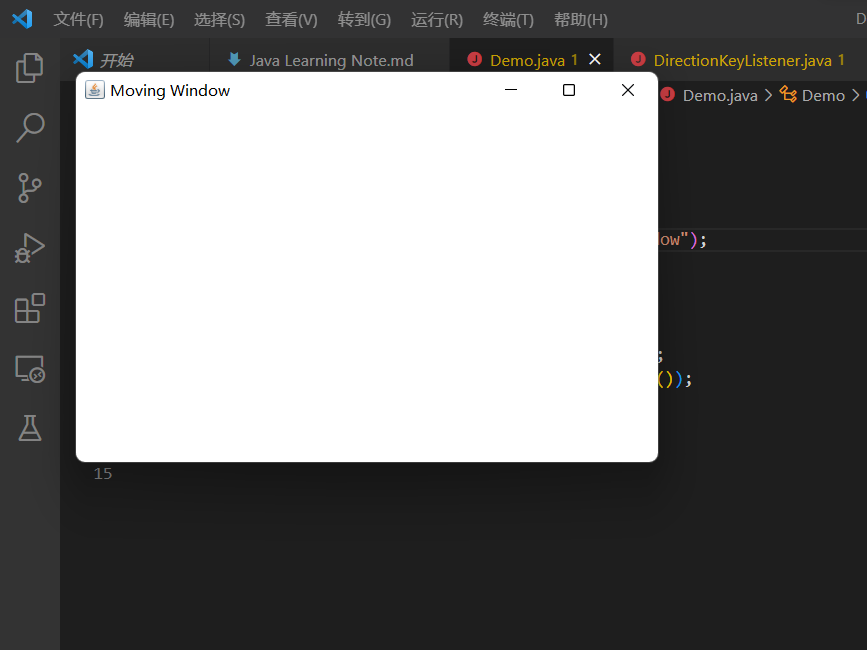 文件(F) 编辑(E) 选择(S) 查看(V) 转到(G) 运行(R) 终端(T) 帮助(H) D
开始 Java Learning Note.md Demo.java 1 DirectionKeyListener.java 1
Moving Window
Demo.java > Demo >
ow");
;
());
15